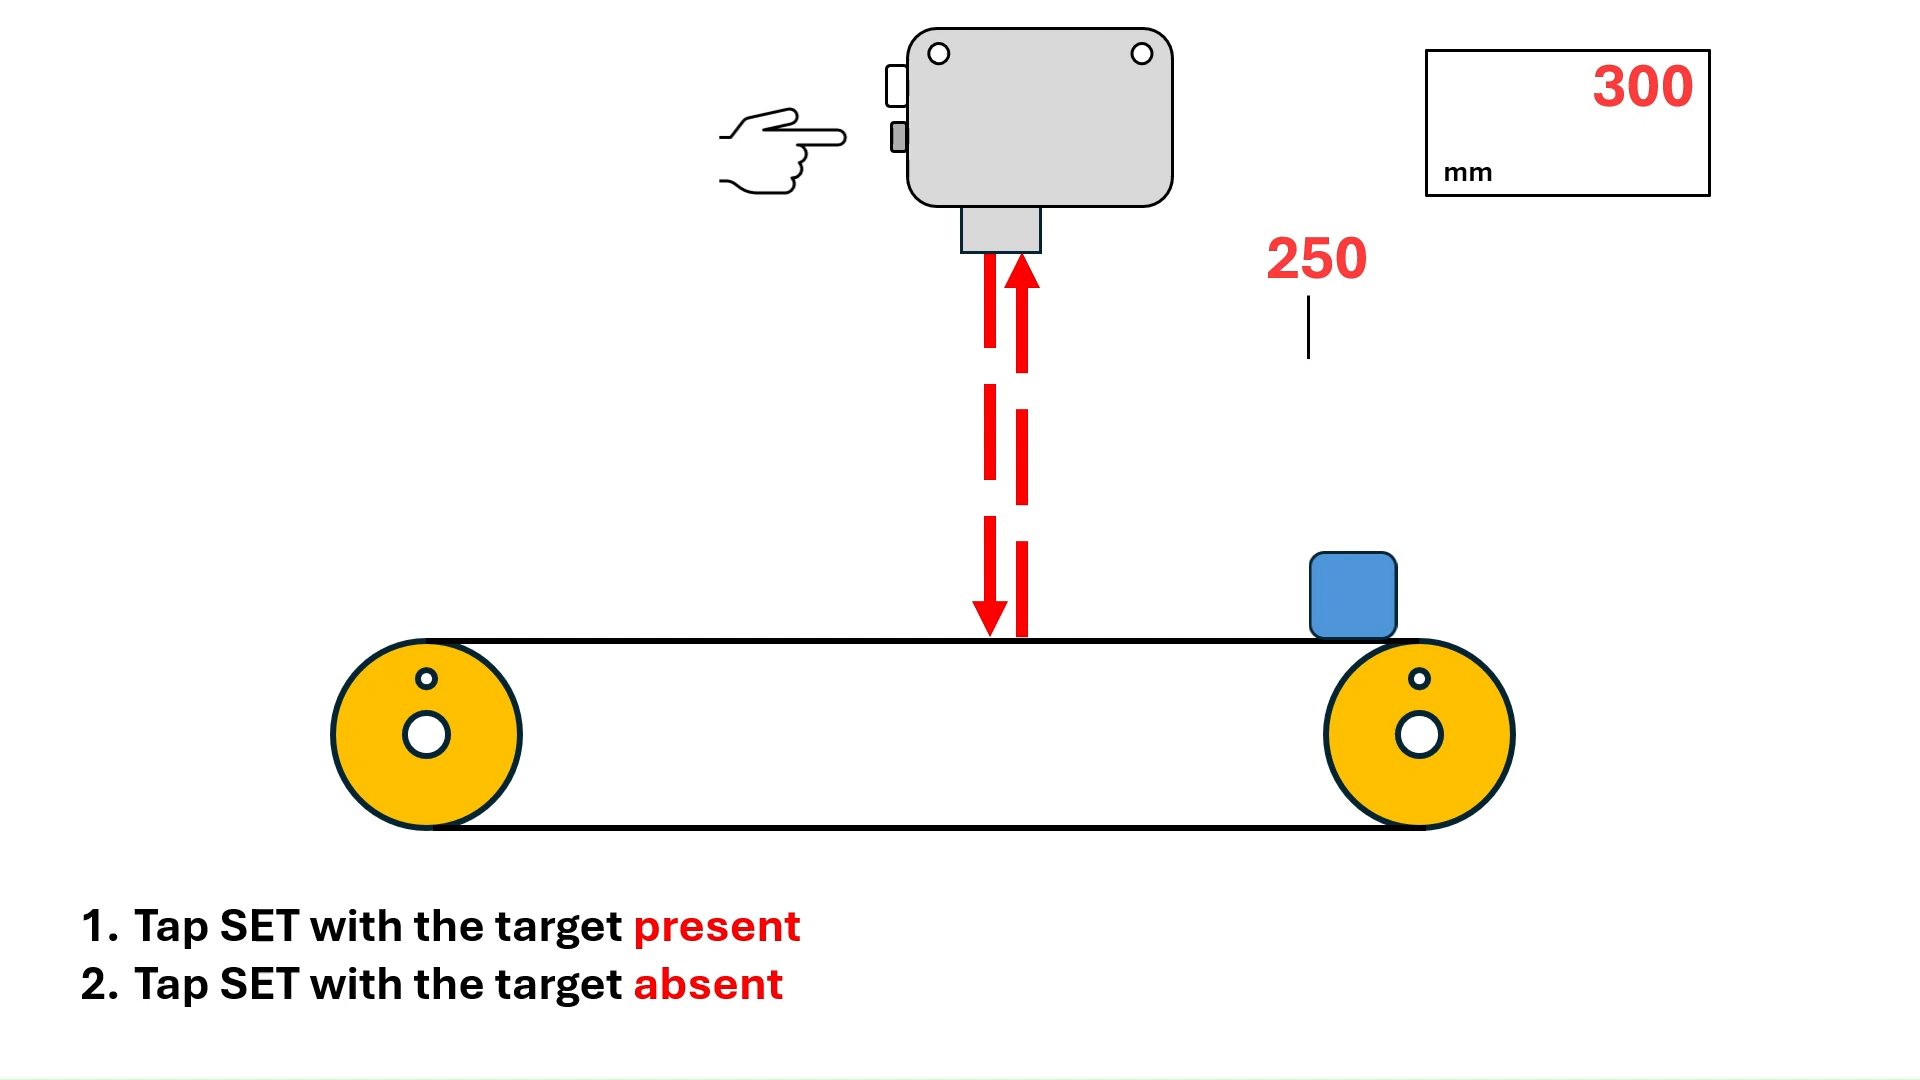 300
mm
250
1. Tap SET with the target present
2. Tap SET with the target absent